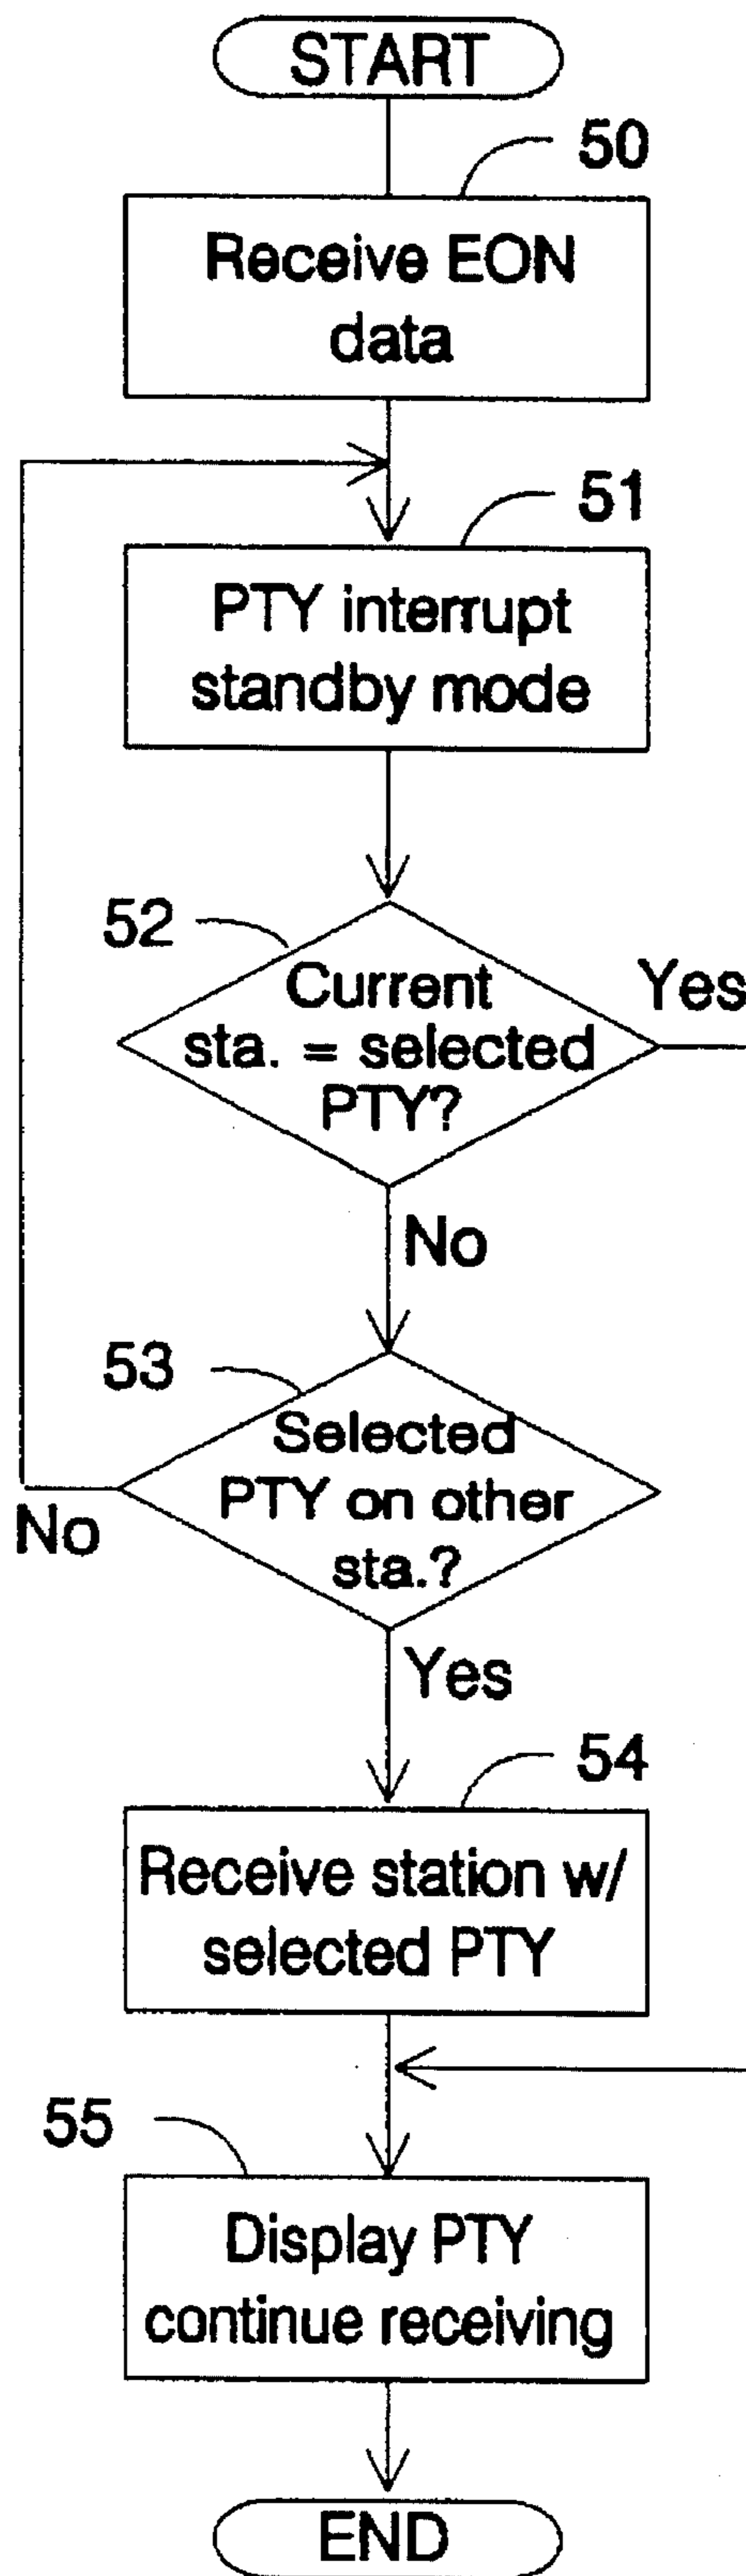 START
50
Receive EON
data
51
PTY interrupt
standby mode
52
Current
sta. = selected
PTY?
Yes
No
53
Selected
PTY on other
sta.?
No
Yes
54
Receive station w/
selected PTY
55
Display PTY
continue receiving
END